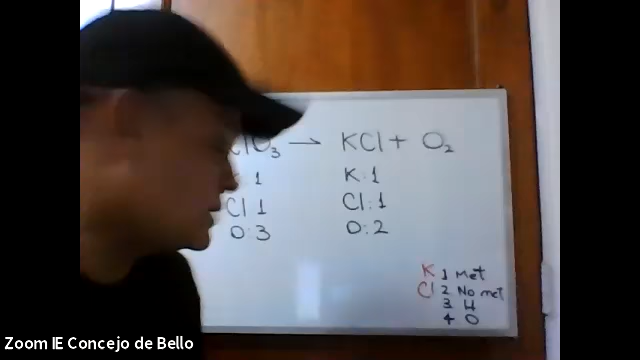 ClO₃ → KCl + O₂
: 1 K: 1
Cl 1 Cl: 1
O: 3 O: 2
K 1 Met
Cl 2 No met
3 H
4 O
Zoom IE Concejo de Bello